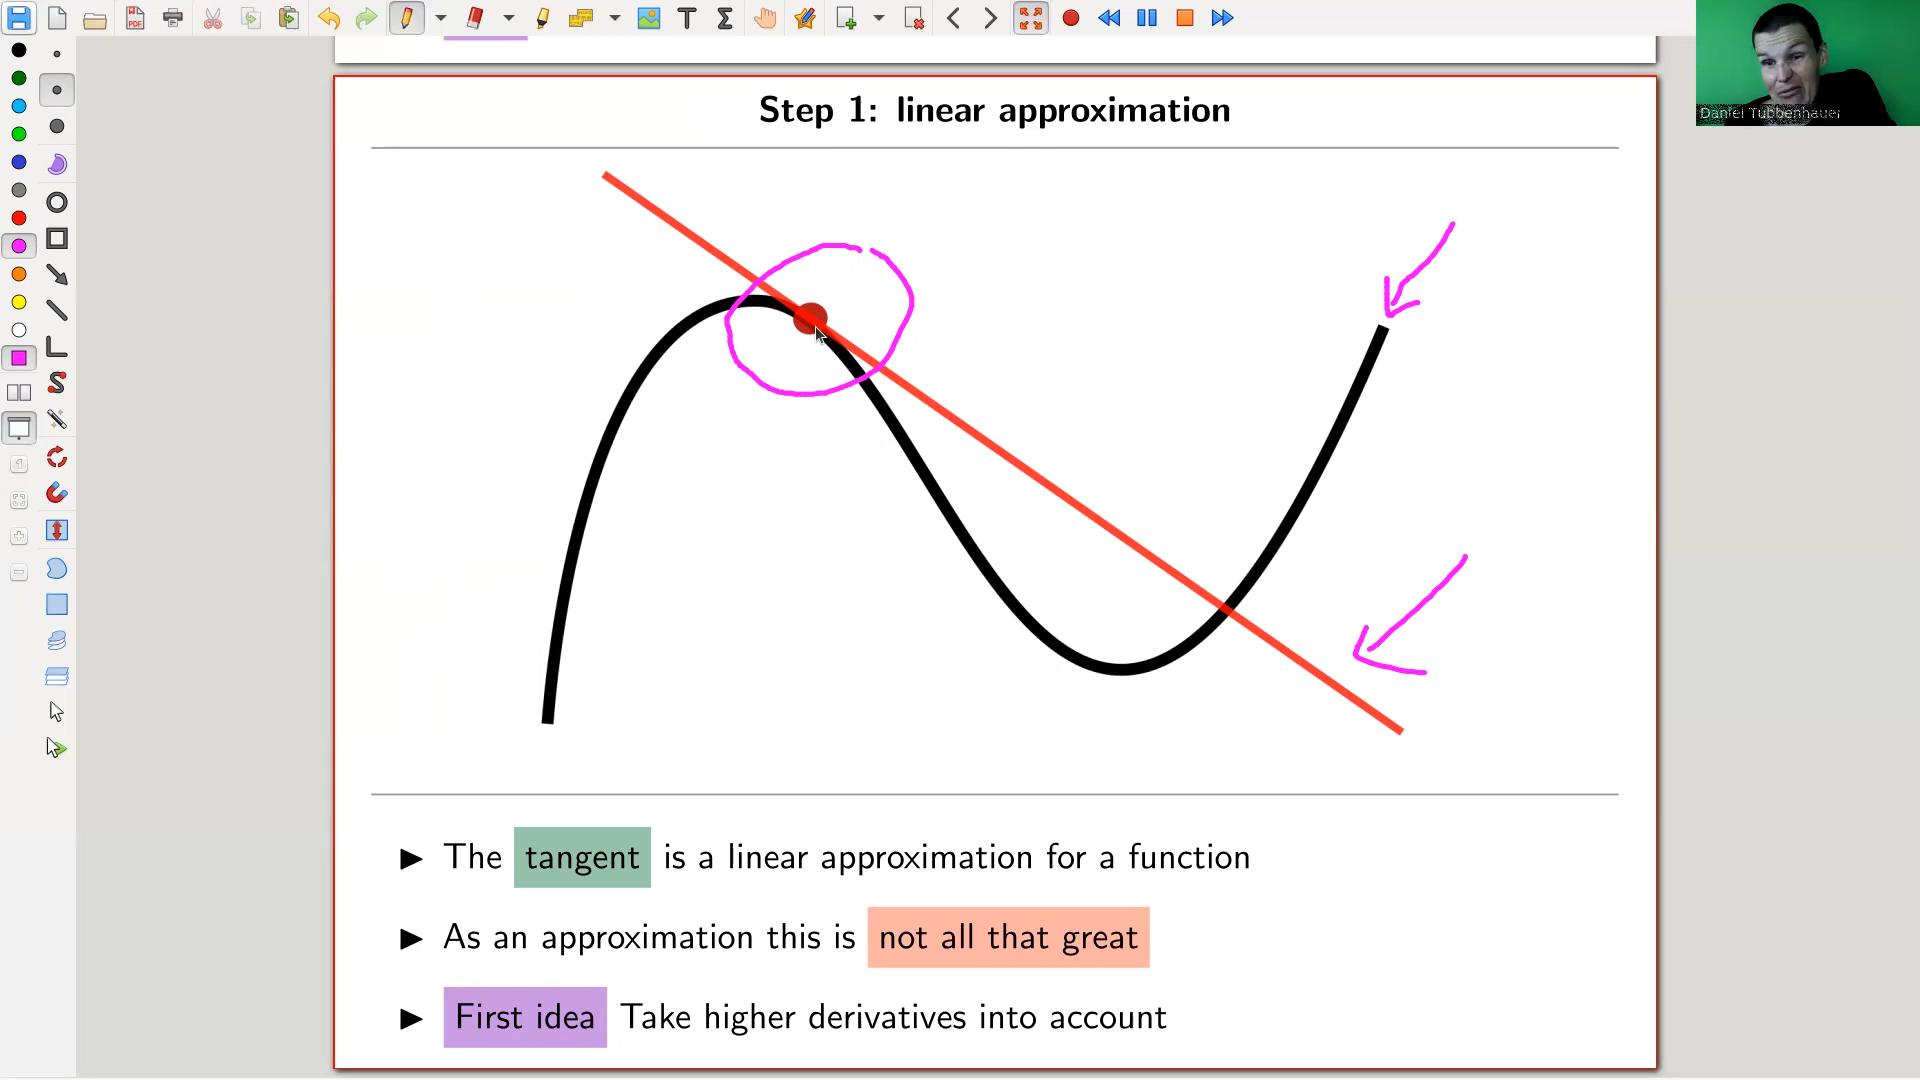 Daniel Tubbenhauer
Step 1: linear approximation
▶ The tangent is a linear approximation for a function
▶ As an approximation this is not all that great
▶ First idea Take higher derivatives into account